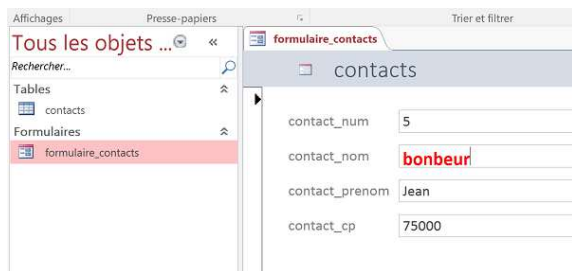 Affichages Presse-papiers Trier et filtrer
Tous les objets ... «
Rechercher...
Tables
contacts
Formulaires
formulaire_contacts
formulaire_contacts
contacts
contact_num 5
contact_nom bonbeur
contact_prenom Jean
contact_cp 75000